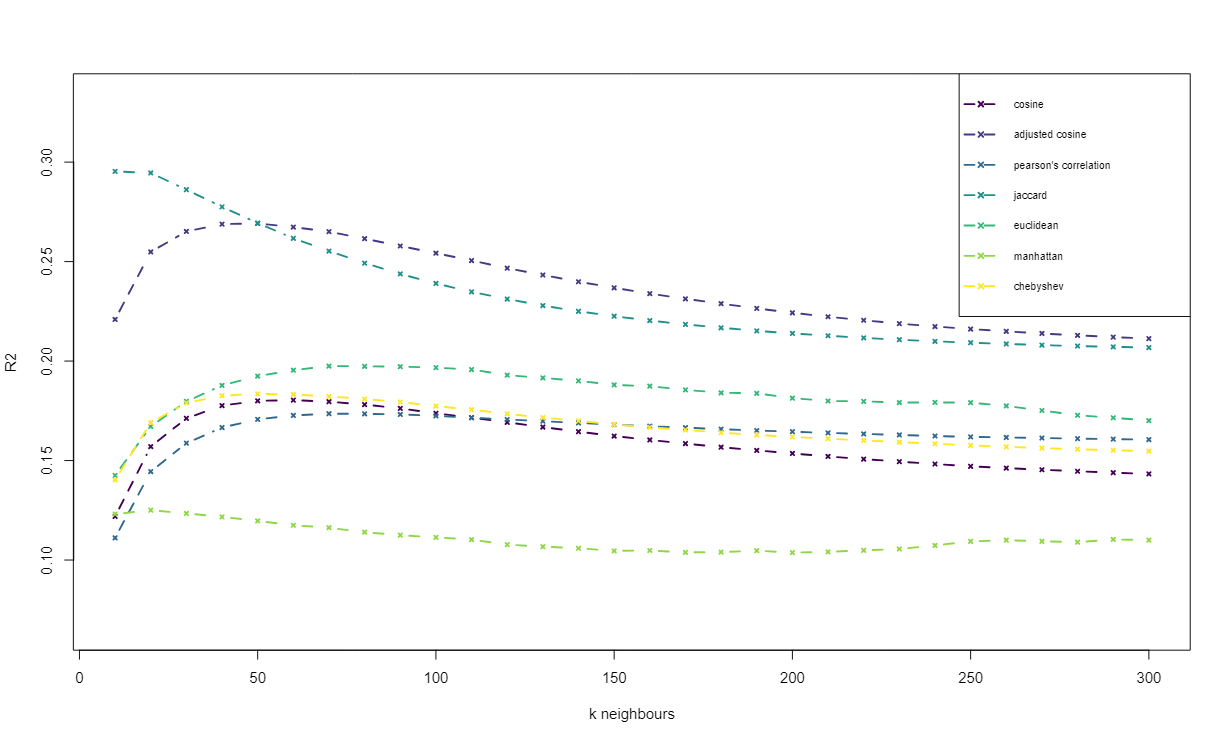 cosine
adjusted cosine
pearson's correlation
jaccard
euclidean
manhattan
chebyshev
R2
0.30
0.25
0.20
0.15
0.10
0 50 100 150 200 250 300
k neighbours